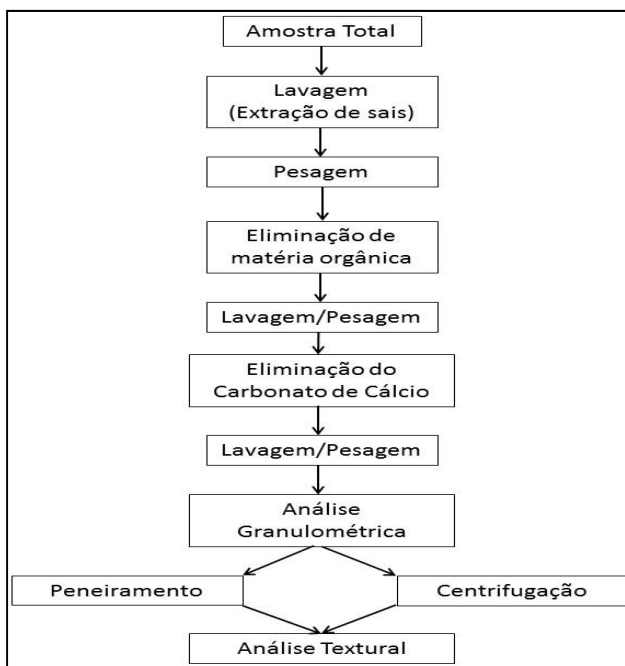 Amostra Total
Lavagem
(Extração de sais)
Pesagem
Eliminação de
matéria orgânica
Lavagem/Pesagem
Eliminação do
Carbonato de Cálcio
Lavagem/Pesagem
Análise
Granulométrica
Peneiramento
Centrifugação
Análise Textural